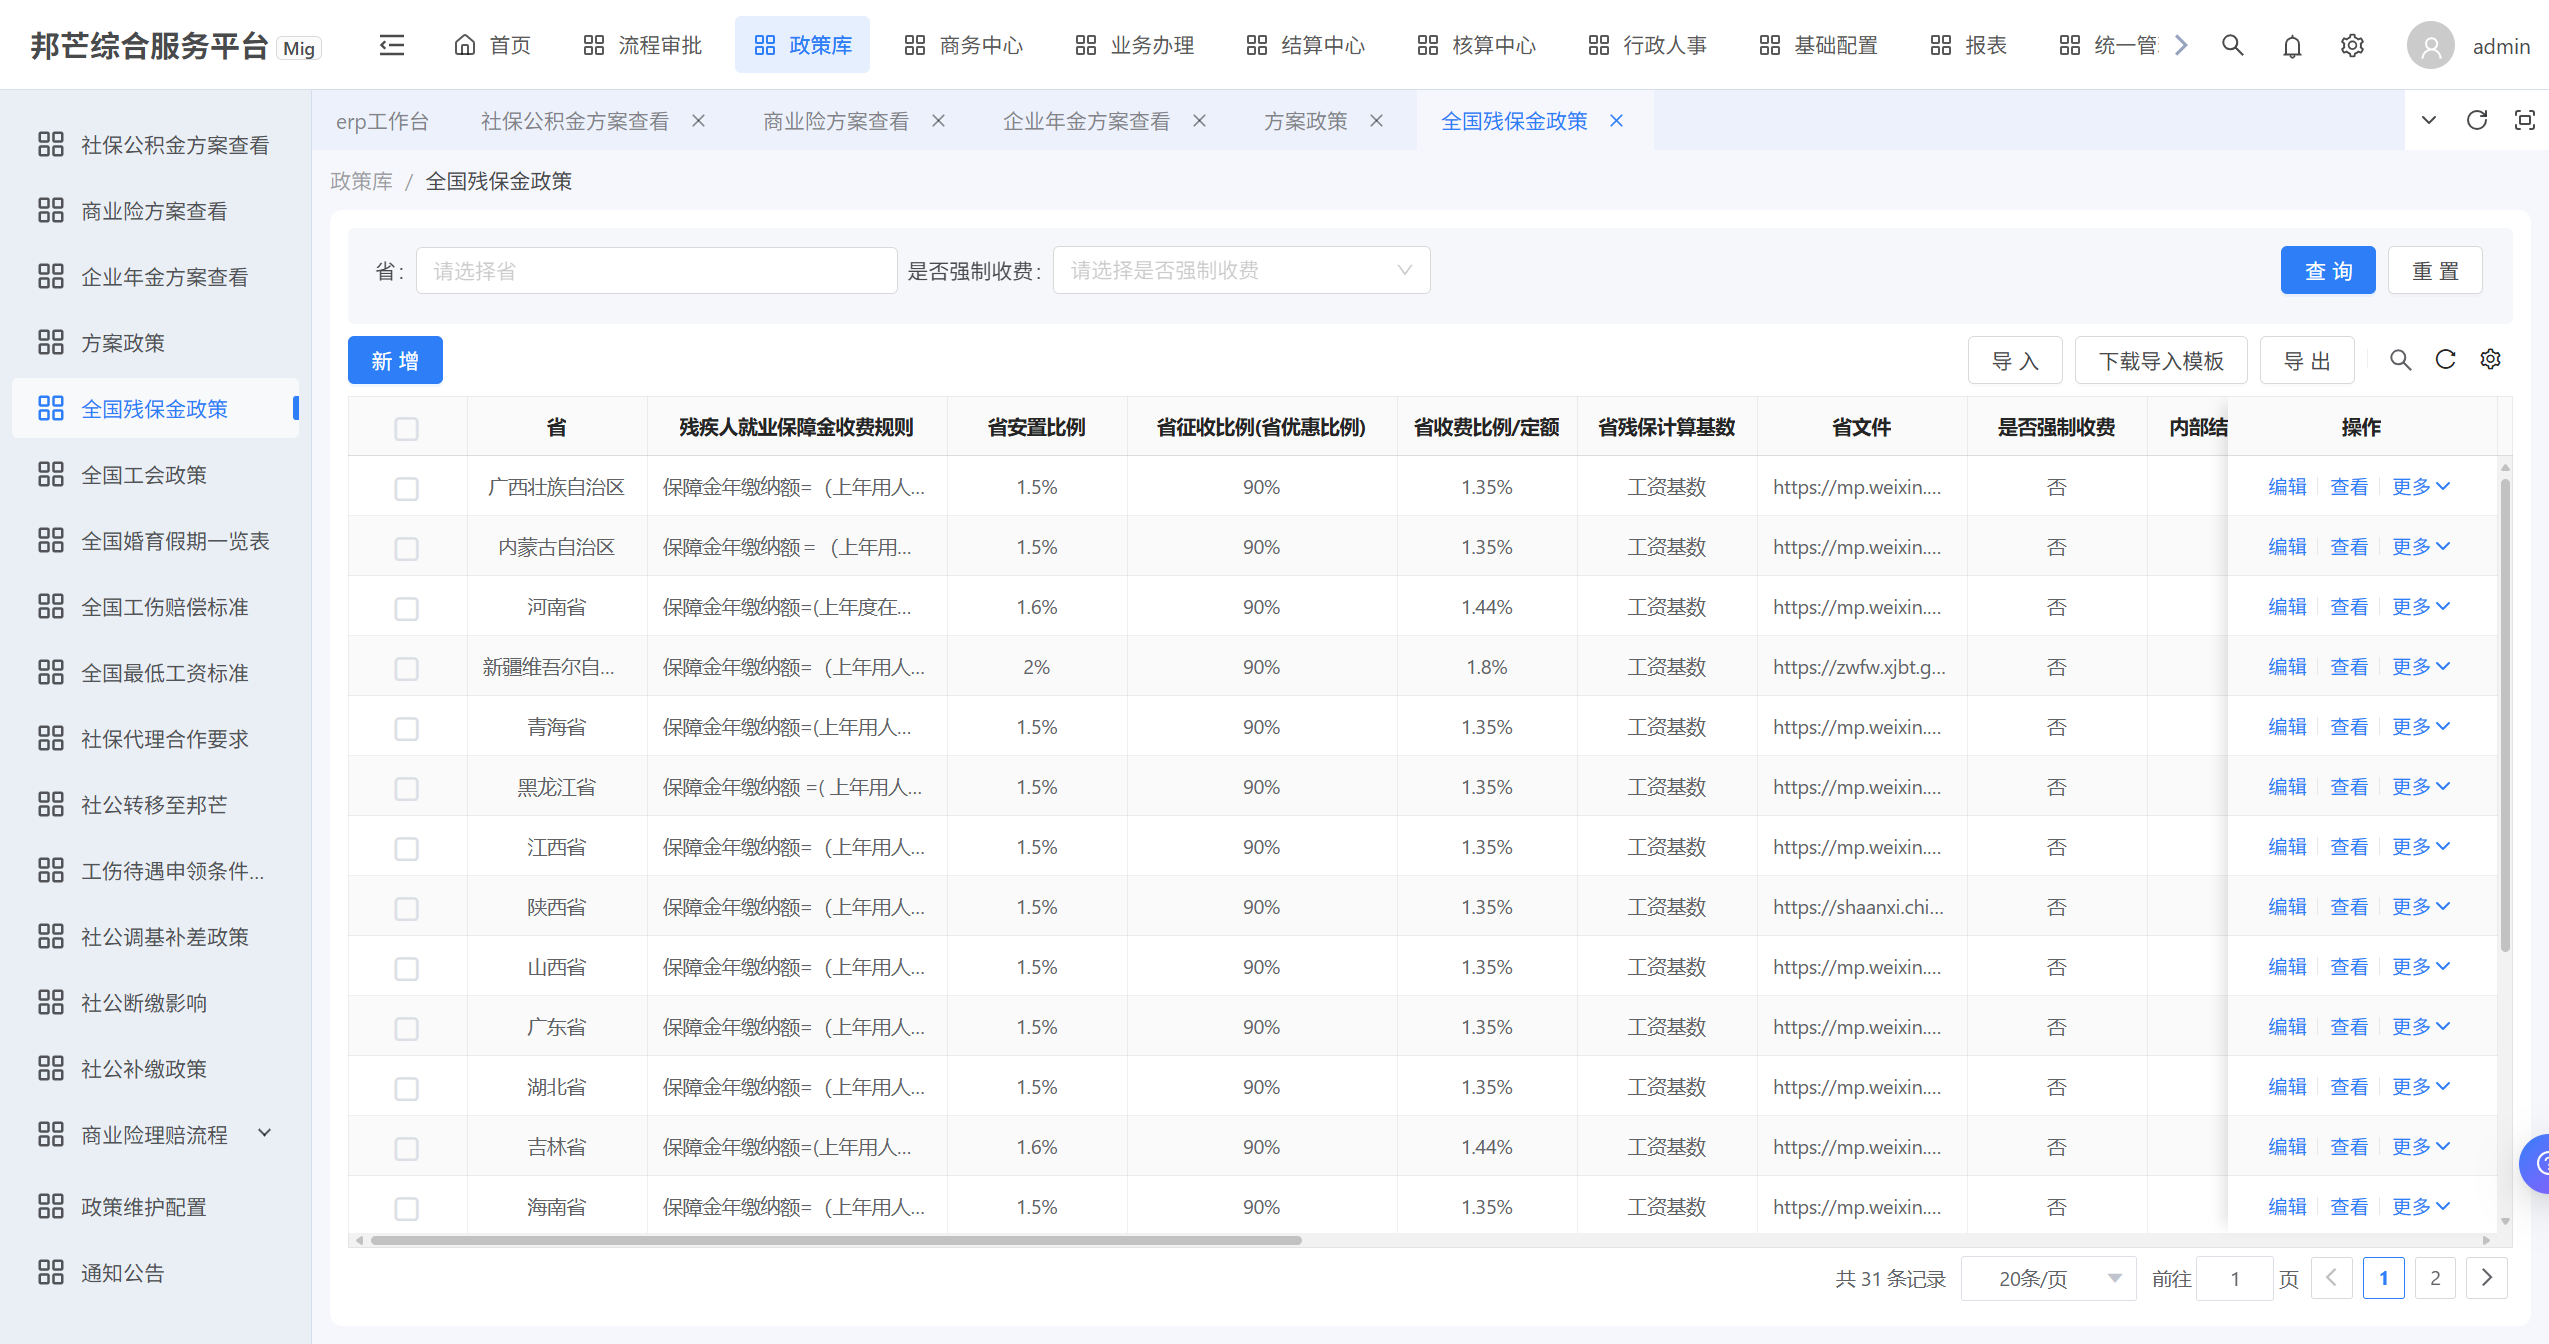 邦芒综合服务平台 Mig 首页 流程审批 政策库 商务中心 业务办理 结算中心 核算中心 行政人事 基础配置 报表 统一管 admin
erp工作台 社保公积金方案查看 商业险方案查看 企业年金方案查看 方案政策 全国残保金政策
社保公积金方案查看
商业险方案查看
企业年金方案查看
方案政策
全国残保金政策
全国工会政策
全国婚育假期一览表
全国工伤赔偿标准
全国最低工资标准
社保代理合作要求
社公转移至邦芒
工伤待遇申领条件...
社公调基补差政策
社公断缴影响
社公补缴政策
商业险理赔流程
政策维护配置
通知公告
政策库 / 全国残保金政策
省: 请选择省 是否强制收费: 请选择是否强制收费 查 询 重 置
新 增 导 入 下载导入模板 导 出
省 残疾人就业保障金收费规则 省安置比例 省征收比例(省优惠比例) 省收费比例/定额 省残保计算基数 省文件 是否强制收费 内部结 操作
广西壮族自治区 保障金年缴纳额=（上年用人... 1.5% 90% 1.35% 工资基数 https://mp.weixin.... 否 编辑 查看 更多
内蒙古自治区 保障金年缴纳额 =（上年用... 1.5% 90% 1.35% 工资基数 https://mp.weixin.... 否 编辑 查看 更多
河南省 保障金年缴纳额=(上年度在... 1.6% 90% 1.44% 工资基数 https://mp.weixin.... 否 编辑 查看 更多
新疆维吾尔自... 保障金年缴纳额=（上年用人... 2% 90% 1.8% 工资基数 https://zwfw.xjbt.g... 否 编辑 查看 更多
青海省 保障金年缴纳额=(上年用人... 1.5% 90% 1.35% 工资基数 https://mp.weixin.... 否 编辑 查看 更多
黑龙江省 保障金年缴纳额 =( 上年用人... 1.5% 90% 1.35% 工资基数 https://mp.weixin.... 否 编辑 查看 更多
江西省 保障金年缴纳额=（上年用人... 1.5% 90% 1.35% 工资基数 https://mp.weixin.... 否 编辑 查看 更多
陕西省 保障金年缴纳额=（上年用人... 1.5% 90% 1.35% 工资基数 https://shaanxi.chi... 否 编辑 查看 更多
山西省 保障金年缴纳额=（上年用人... 1.5% 90% 1.35% 工资基数 https://mp.weixin.... 否 编辑 查看 更多
广东省 保障金年缴纳额=（上年用人... 1.5% 90% 1.35% 工资基数 https://mp.weixin.... 否 编辑 查看 更多
湖北省 保障金年缴纳额=（上年用人... 1.5% 90% 1.35% 工资基数 https://mp.weixin.... 否 编辑 查看 更多
吉林省 保障金年缴纳额=(上年用人... 1.6% 90% 1.44% 工资基数 https://mp.weixin.... 否 编辑 查看 更多
海南省 保障金年缴纳额=（上年用人... 1.5% 90% 1.35% 工资基数 https://mp.weixin.... 否 编辑 查看 更多
共 31 条记录 20条/页 前往 1 页 1 2